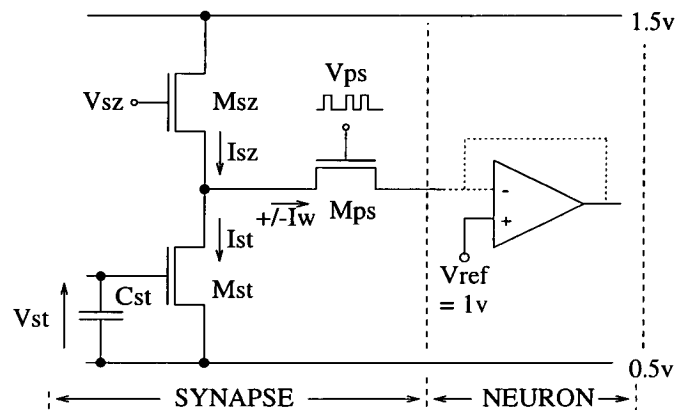 1.5v
Vps
Vsz
Msz
Isz
+/-Iw
Mps
-
+
Ist
Vref
= 1v
Cst
Mst
Vst
0.5v
SYNAPSE
NEURON